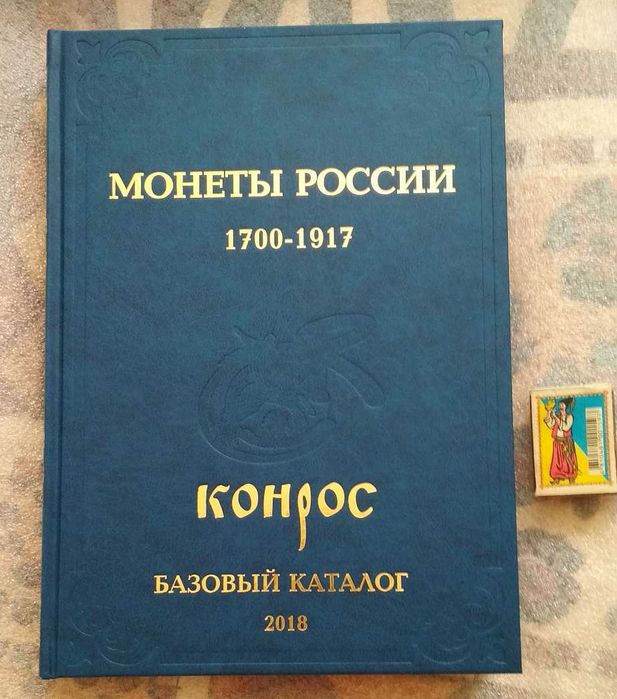 МОНЕТЫ РОССИИ
1700-1917
КОНРОС
БАЗОВЫЙ КАТАЛОГ
2018